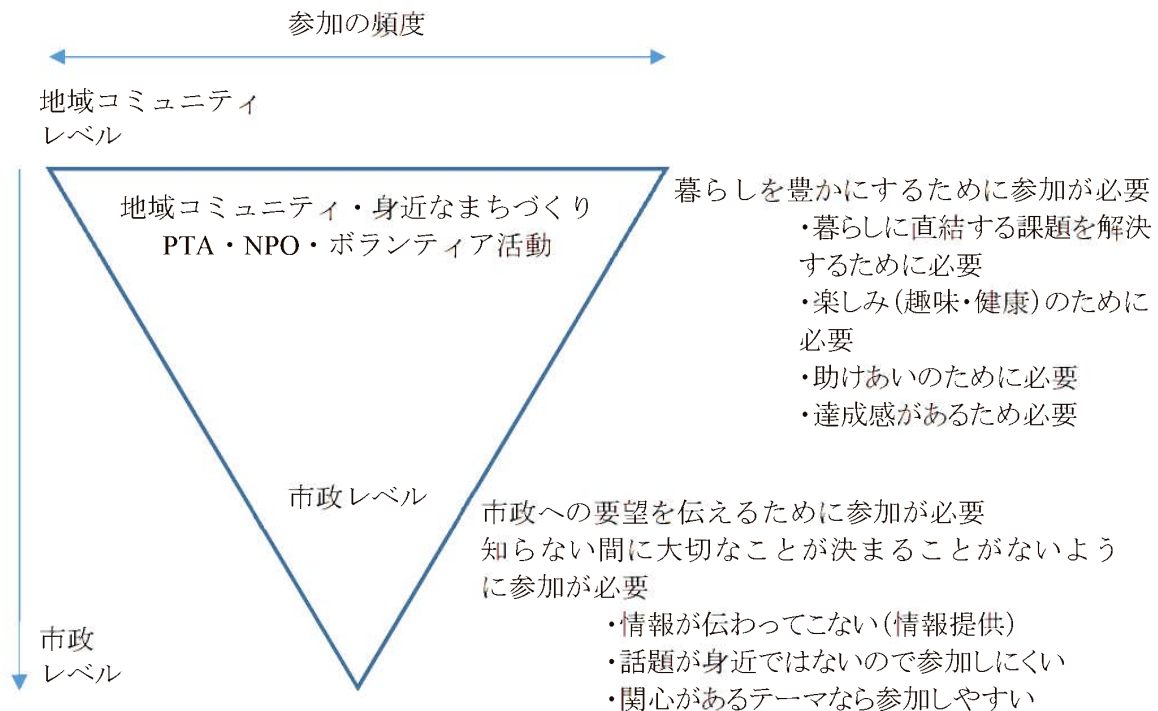 参加の頻度
地域コミュニティ
レベル
地域コミュニティ・身近なまちづくり
PTA・NPO・ボランティア活動
暮らしを豊かにするために参加が必要
・暮らしに直結する課題を解決
するために必要
・楽しみ(趣味・健康)のために
必要
・助けあいのために必要
・達成感があるため必要
市政レベル
市政への要望を伝えるために参加が必要
知らない間に大切なことが決まることがないよう
に参加が必要
・情報が伝わってこない(情報提供)
・話題が身近ではないので参加しにくい
・関心があるテーマなら参加しやすい
市政
レベル